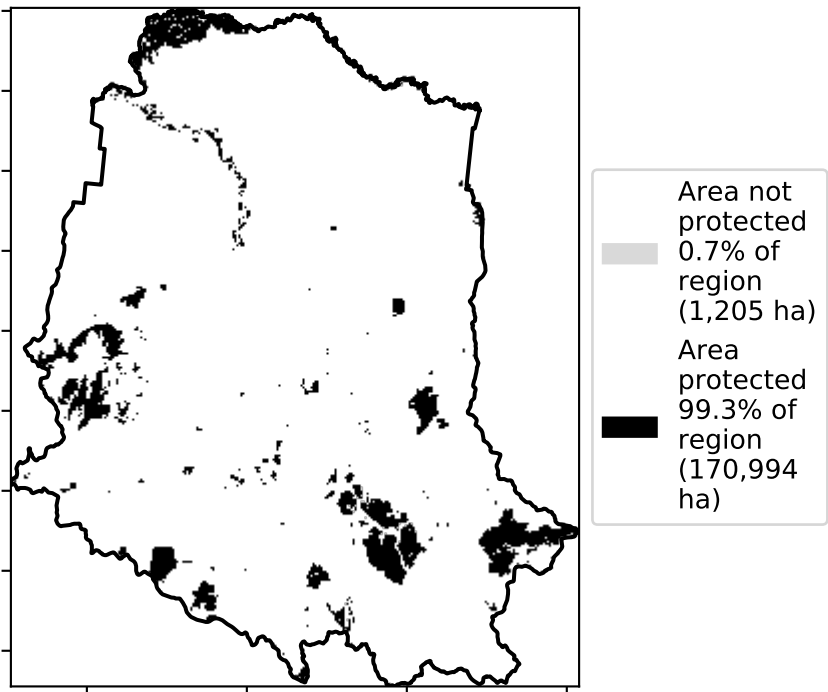 Area not
protected
0.7% of
region
(1,205 ha)
Area
protected
99.3% of
region
(170,994
ha)